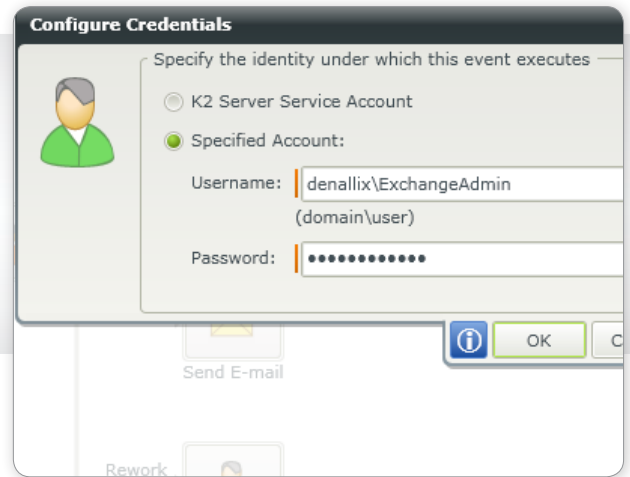 Configure Credentials
Specify the identity under which this event executes
K2 Server Service Account
Specified Account:
Username: denallix\ExchangeAdmin
(domain\user)
Password: ••••••••••••
OK C
Send E-mail
Rework